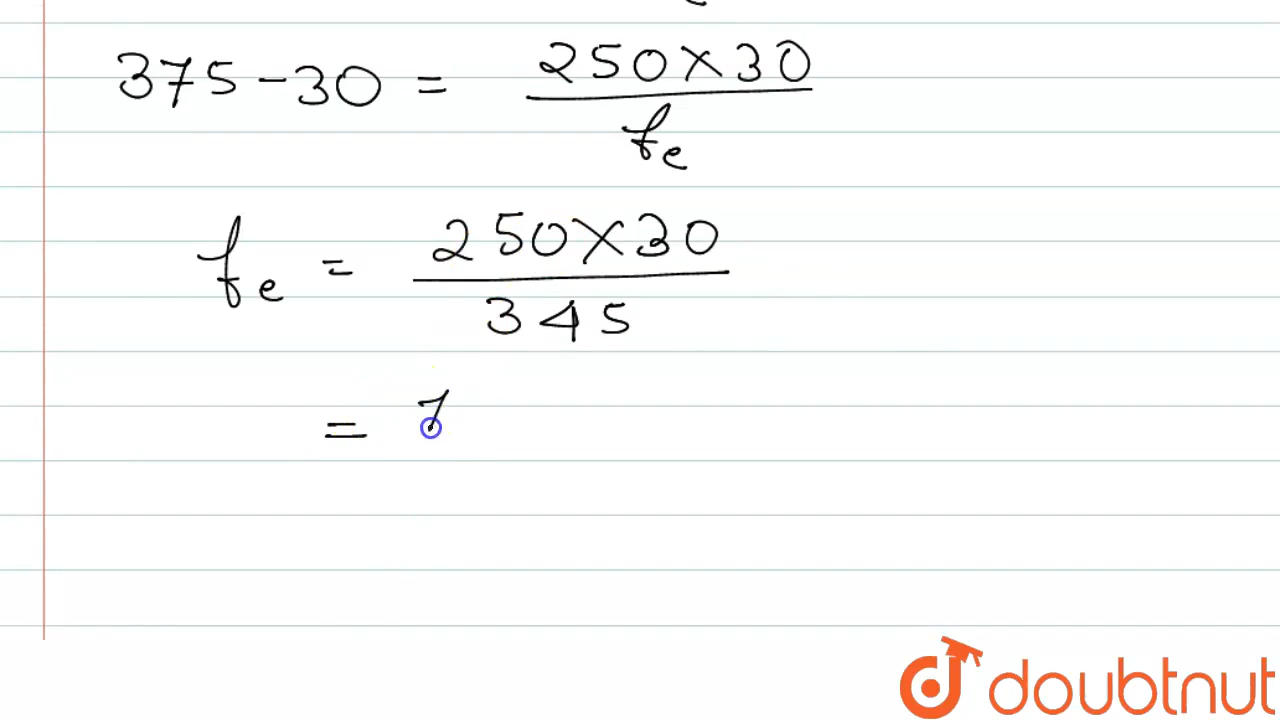 375 - 30 = 250 × 30 / fe
fe = 250 × 30 / 345
= 7
doubtnut